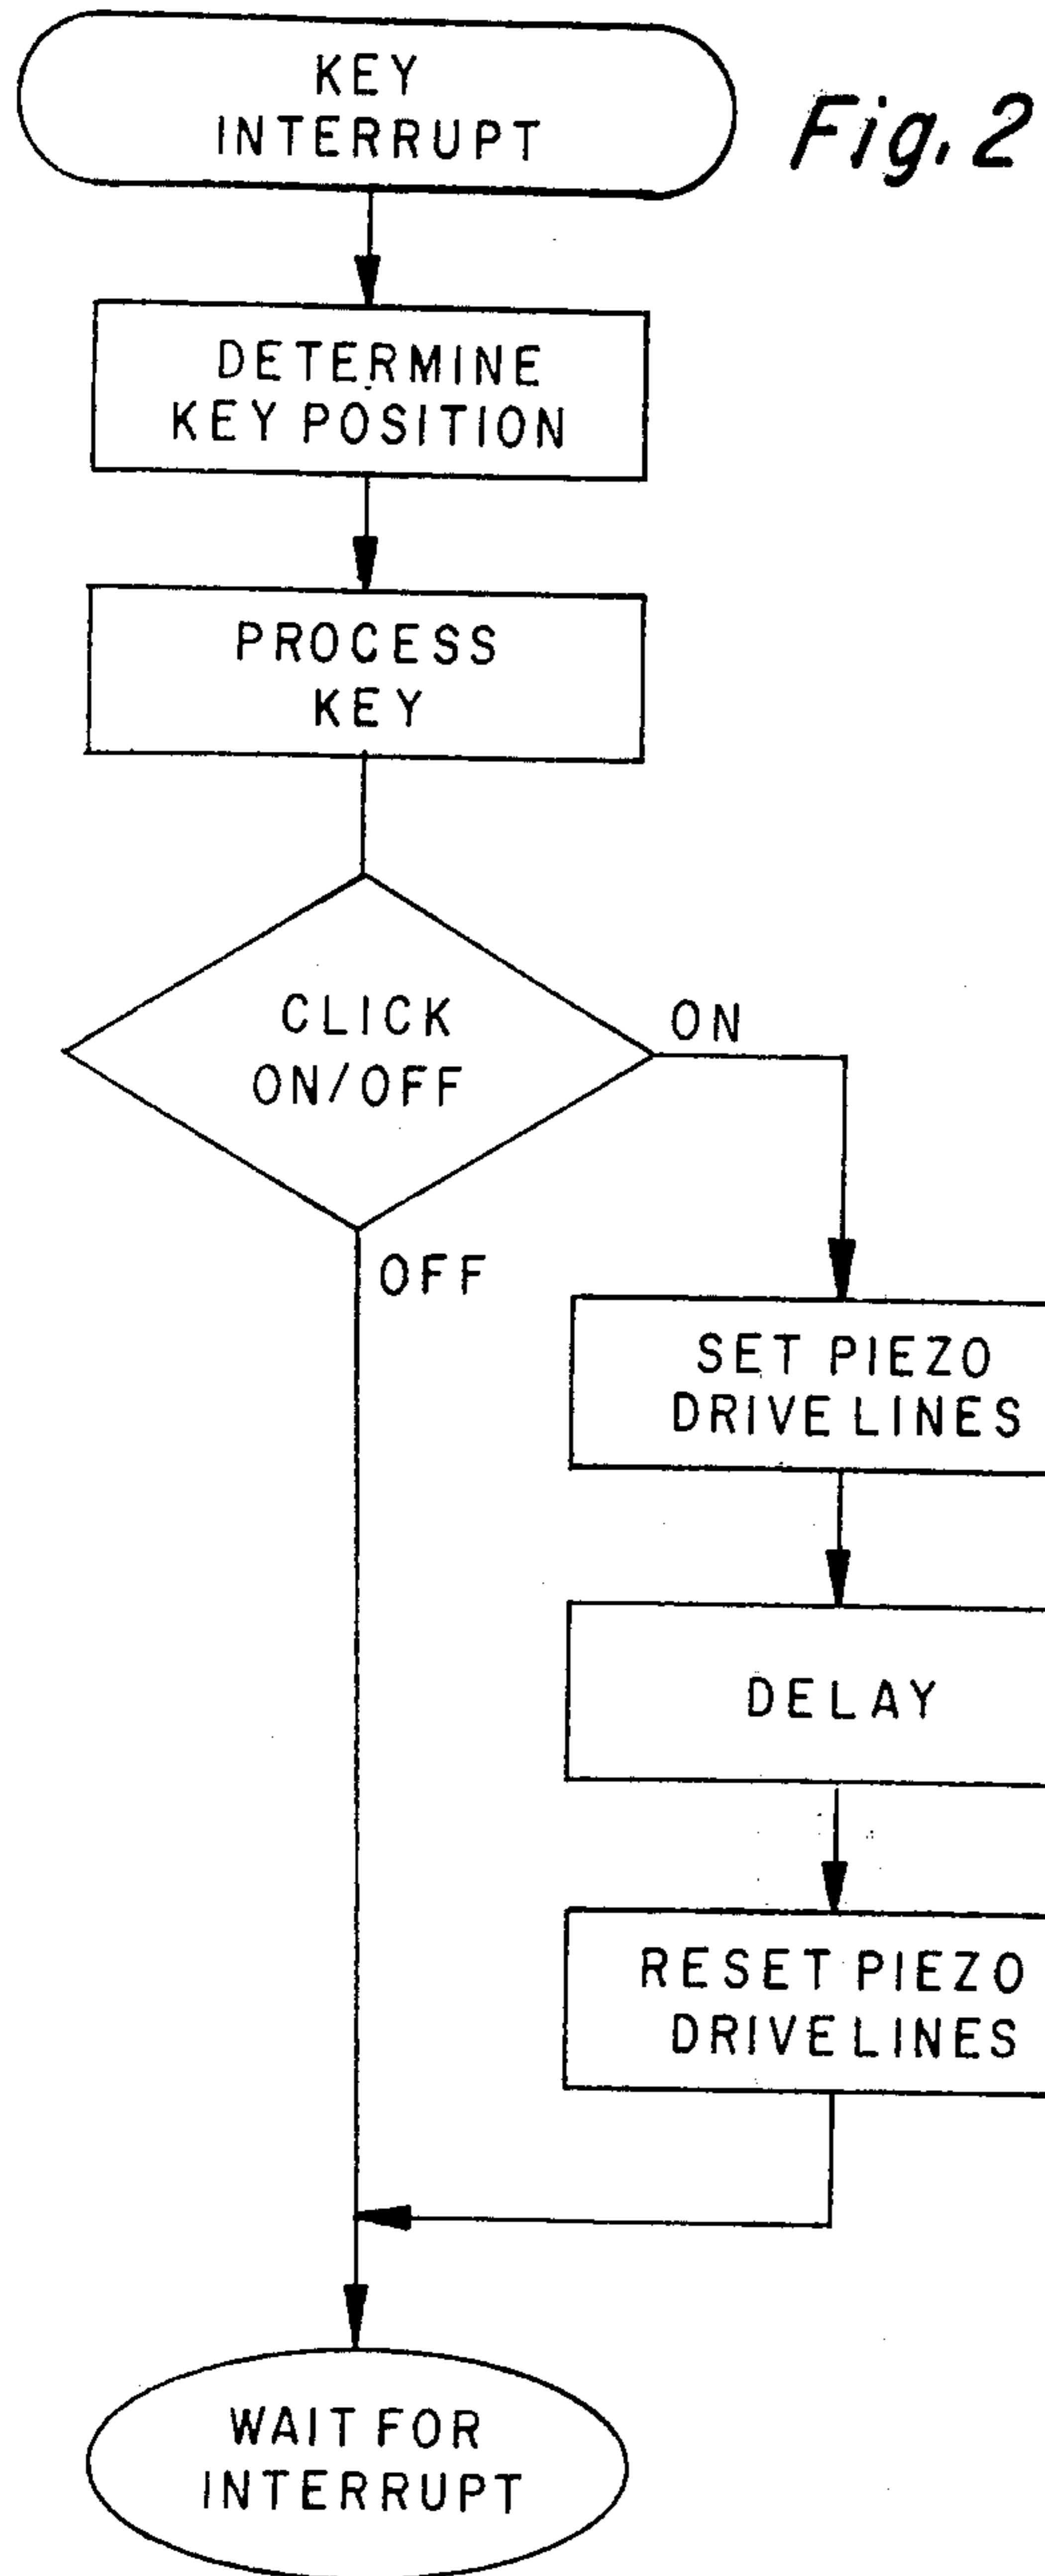 KEY
INTERRUPT
Fig. 2
DETERMINE
KEY POSITION
PROCESS
KEY
CLICK
ON/OFF
ON
OFF
SET PIEZO
DRIVE LINES
DELAY
RESET PIEZO
DRIVE LINES
WAIT FOR
INTERRUPT